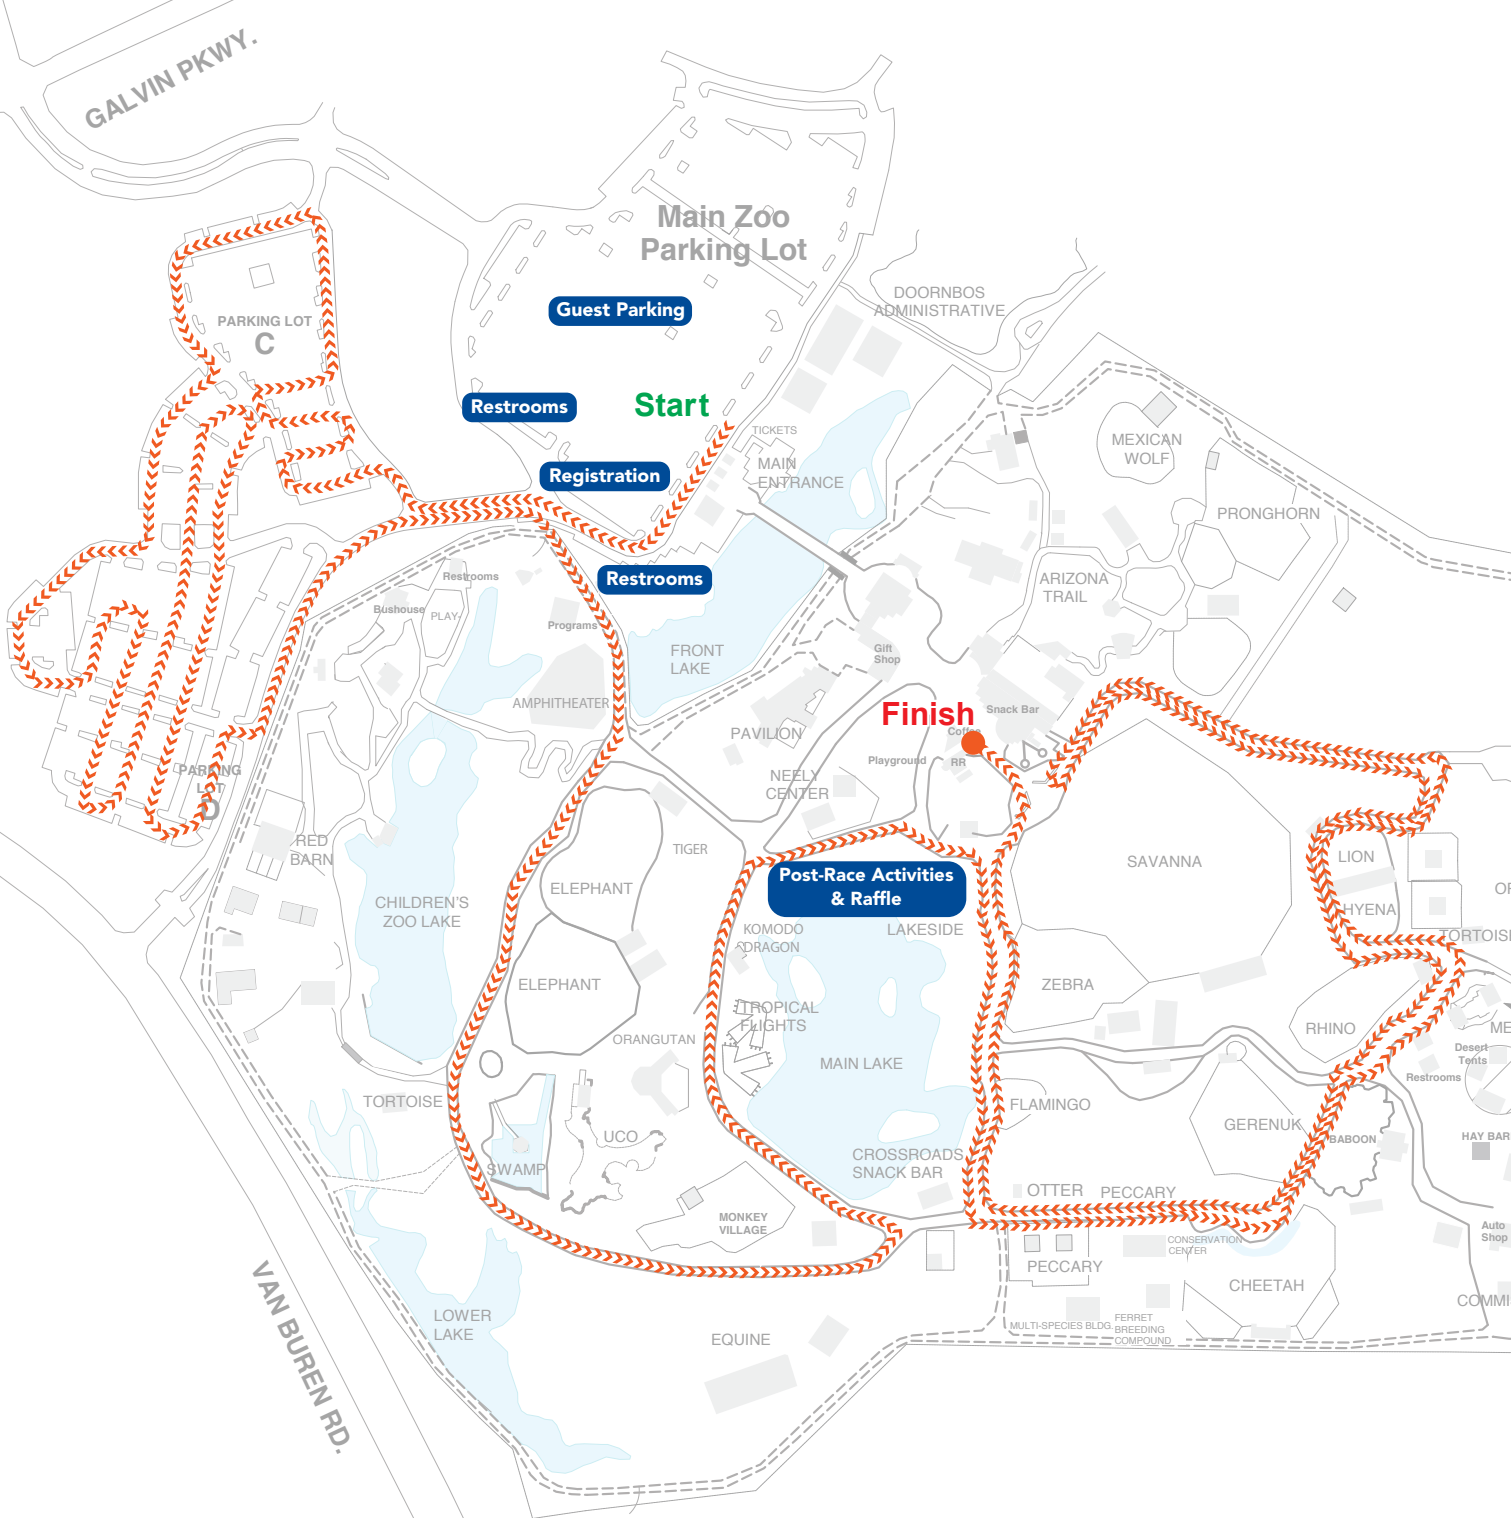 GALVIN PKWY.
Main Zoo
Parking Lot
Guest Parking
DOORNBOS
ADMINISTRATIVE
PARKING LOT
C
Restrooms
Start
TICKETS
MAIN
ENTRANCE
Registration
MEXICAN
WOLF
PRONGHORN
Restrooms
Restrooms
ARIZONA
TRAIL
Bushouse
PLAY
Programs
FRONT
LAKE
Gift
Shop
AMPHITHEATER
PAVILION
Finish
Snack Bar
Coffee
Playground
RR
NEELY
CENTER
PARKING
LOT
D
RED
BARN
TIGER
ELEPHANT
SAVANNA
LION
Post-Race Activities
& Raffle
CHILDREN'S
ZOO LAKE
HYENA
KOMODO
DRAGON
LAKESIDE
TORTOISE
ELEPHANT
ZEBRA
TROPICAL
FLIGHTS
ORANGUTAN
RHINO
ME
MAIN LAKE
Desert
Tents
Restrooms
TORTOISE
FLAMINGO
GERENUK
UCO
BABOON
HAY BAR
CROSSROADS
SNACK BAR
SWAMP
OTTER
PECCARY
MONKEY
VILLAGE
CONSERVATION
CENTER
Auto
Shop
PECCARY
CHEETAH
COMMI
VAN BUREN RD.
LOWER
LAKE
EQUINE
MULTI-SPECIES BLDG.
FERRET
BREEDING
COMPOUND